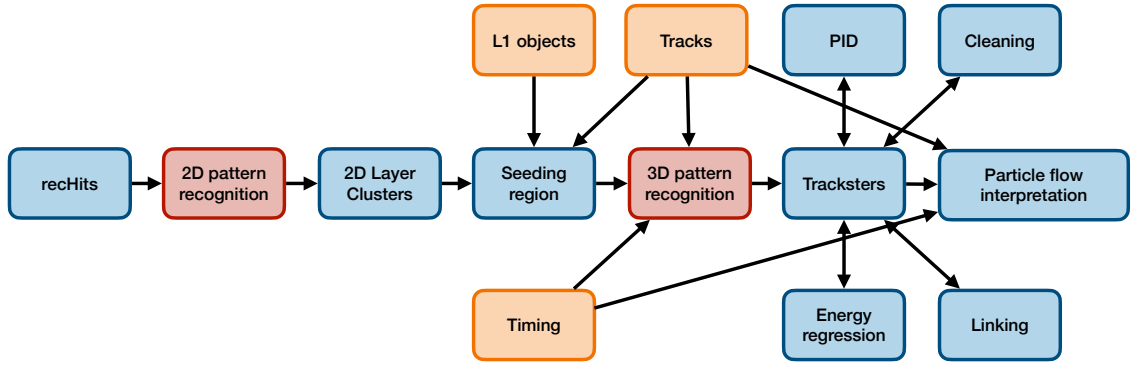 L1 objects
Tracks
PID
Cleaning
recHits
2D pattern
recognition
2D Layer
Clusters
Seeding
region
3D pattern
recognition
Tracksters
Particle flow
interpretation
Timing
Energy
regression
Linking